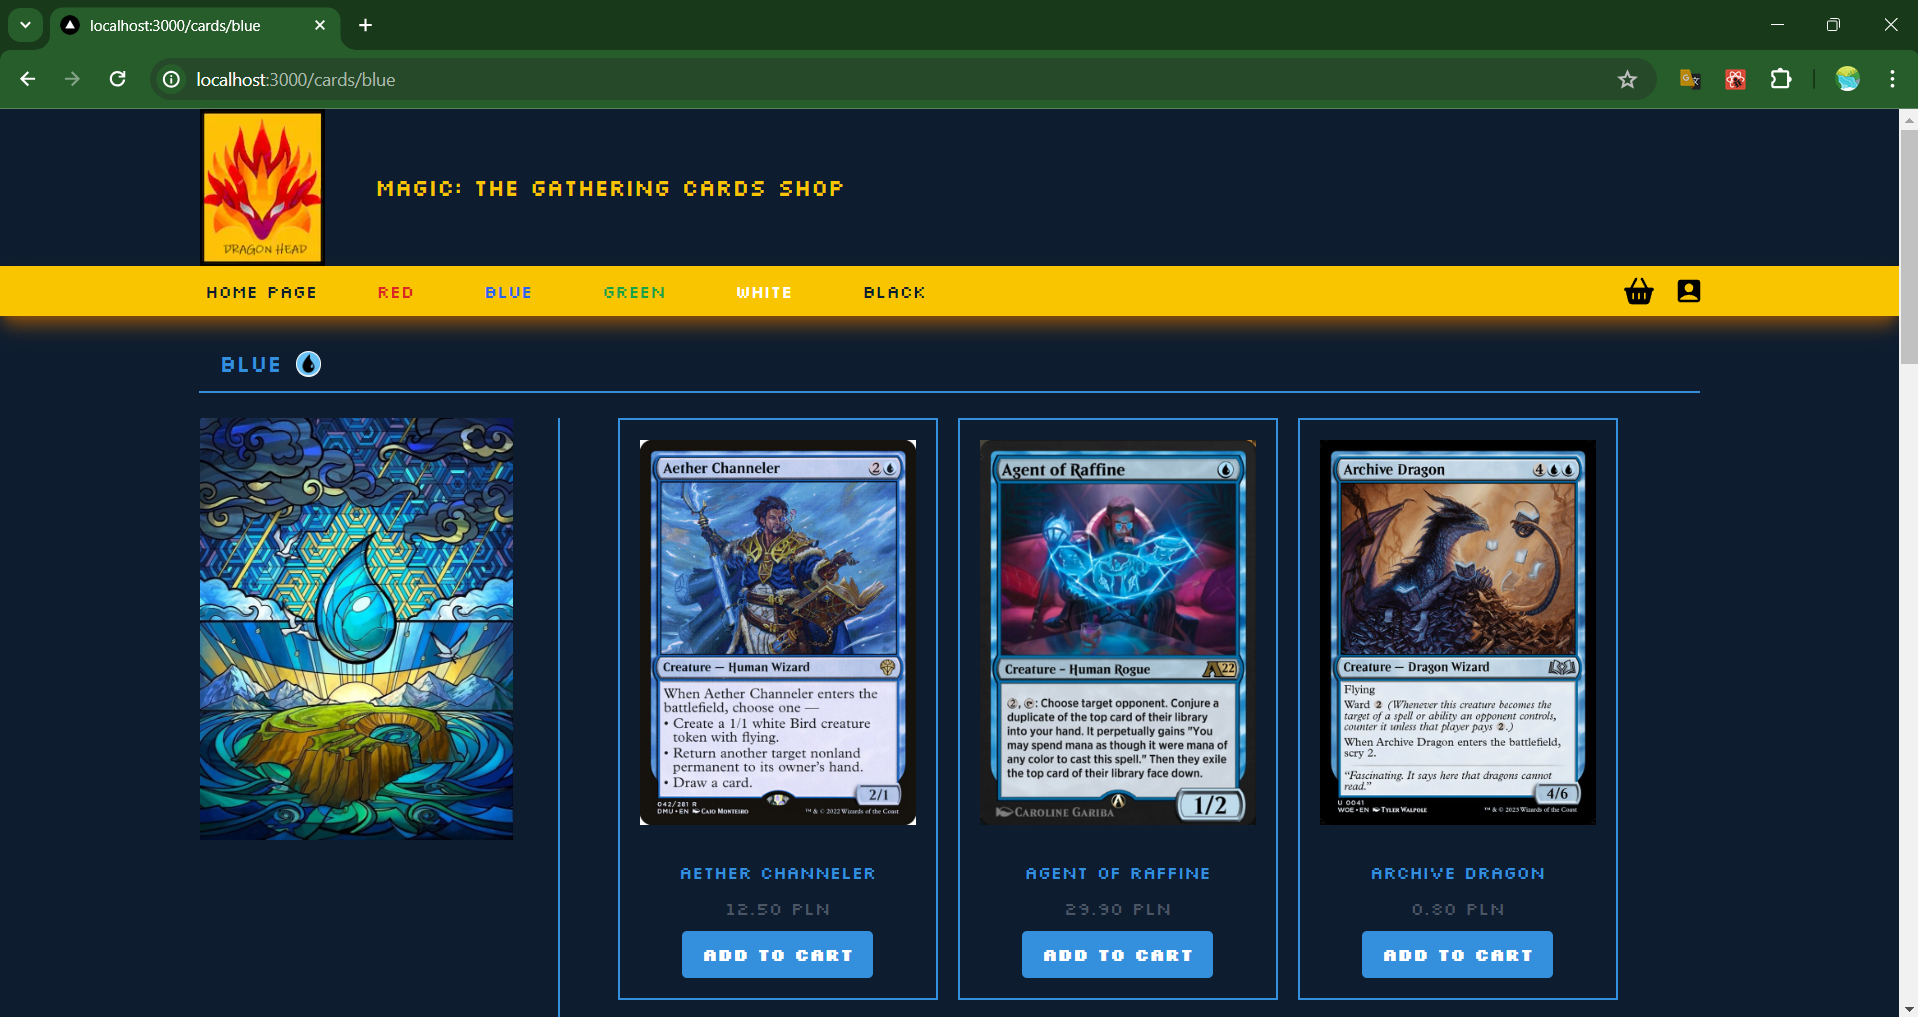 localhost:3000/cards/blue
localhost:3000/cards/blue
DRAGON HEAD
MAGIC: THE GATHERING CARDS SHOP
HOME PAGE RED BLUE GREEN WHITE BLACK
BLUE
Aether Channeler 2
Creature — Human Wizard
When Aether Channeler enters the
battlefield, choose one —
• Create a 1/1 white Bird creature
token with flying.
• Return another target nonland
permanent to its owner's hand.
• Draw a card.
2/1
042/281 R
DMU • EN CAIO MONTEIRO
™ & © 2022 Wizards of the Coast
AETHER CHANNELER
12.50 PLN
ADD TO CART
Agent of Raffine
Creature – Human Rogue
A22
2, : Choose target opponent. Conjure a
duplicate of the top card of their library
into your hand. It perpetually gains "You
may spend mana as though it were mana of
any color to cast this spell." Then they exile
the top card of their library face down.
CAROLINE GARIBA
1/2
AGENT OF RAFFINE
29.90 PLN
ADD TO CART
Archive Dragon 4
Creature — Dragon Wizard
Flying
Ward 2 (Whenever this creature becomes the
target of a spell or ability an opponent controls,
counter it unless that player pays 2.)
When Archive Dragon enters the battlefield,
scry 2.
"Fascinating. It says here that dragons cannot
read."
4/6
U 0041
WOE • EN TYLER WALPOLE
™ & © 2023 Wizards of the Coast
ARCHIVE DRAGON
0.80 PLN
ADD TO CART